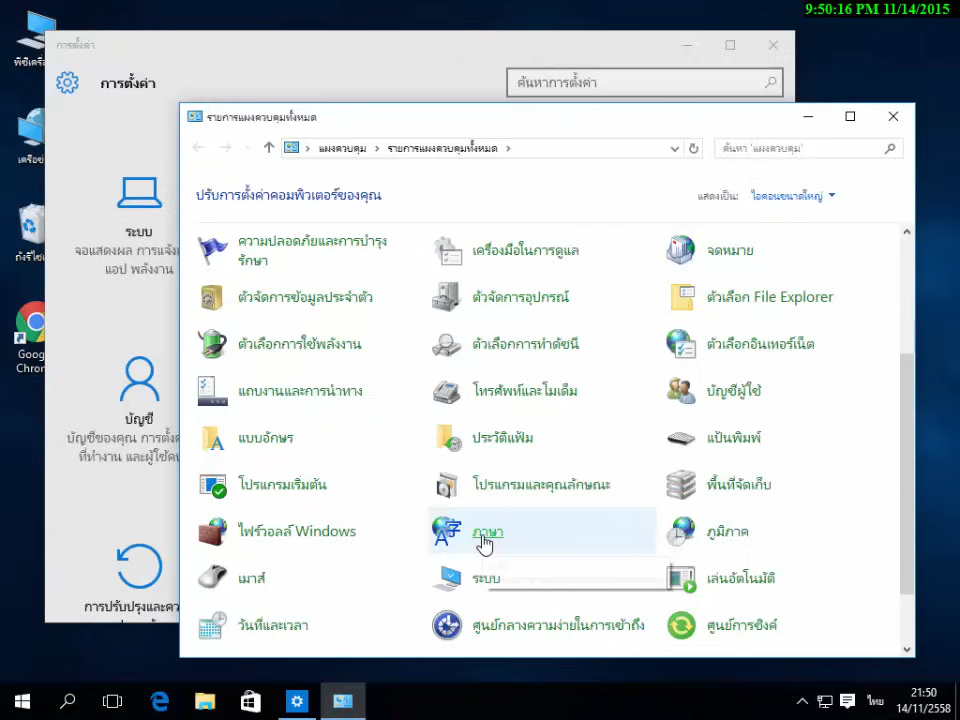 9:50:16 PM 11/14/2015
พีซีเครื่อ
การตั้งค่า
การตั้งค่า
ค้นหาการตั้งค่า
รายการแผงควบคุมทั้งหมด
แผงควบคุม
รายการแผงควบคุมทั้งหมด
ค้นหา 'แผงควบคุม'
เครือข่
ปรับการตั้งค่าคอมพิวเตอร์ของคุณ
แสดงเป็น:
ไอคอนขนาดใหญ่
ระบบ
จอแสดงผล การแจ้งเ
แอป พลังงาน
ถังรีไซเ
Goog
Chron
บัญชี
บัญชีของคุณ การตั้งค
ที่ทำงาน และผู้ใช้คน
การปรับปรุงและคว
ความปลอดภัยและการบำรุง
รักษา
เครื่องมือในการดูแล
จดหมาย
ตัวจัดการข้อมูลประจำตัว
ตัวจัดการอุปกรณ์
ตัวเลือก File Explorer
ตัวเลือกการใช้พลังงาน
ตัวเลือกการทำดัชนี
ตัวเลือกอินเทอร์เน็ต
แถบงานและการนำทาง
โทรศัพท์และโมเด็ม
บัญชีผู้ใช้
แบบอักษร
ประวัติแฟ้ม
แป้นพิมพ์
โปรแกรมเริ่มต้น
โปรแกรมและคุณลักษณะ
พื้นที่จัดเก็บ
ไฟร์วอลล์ Windows
ภาษา
ภูมิภาค
เมาส์
ระบบ
เล่นอัตโนมัติ
วันที่และเวลา
ศูนย์กลางความง่ายในการเข้าถึง
ศูนย์การซิงค์
ไทย
21:50
14/11/2558